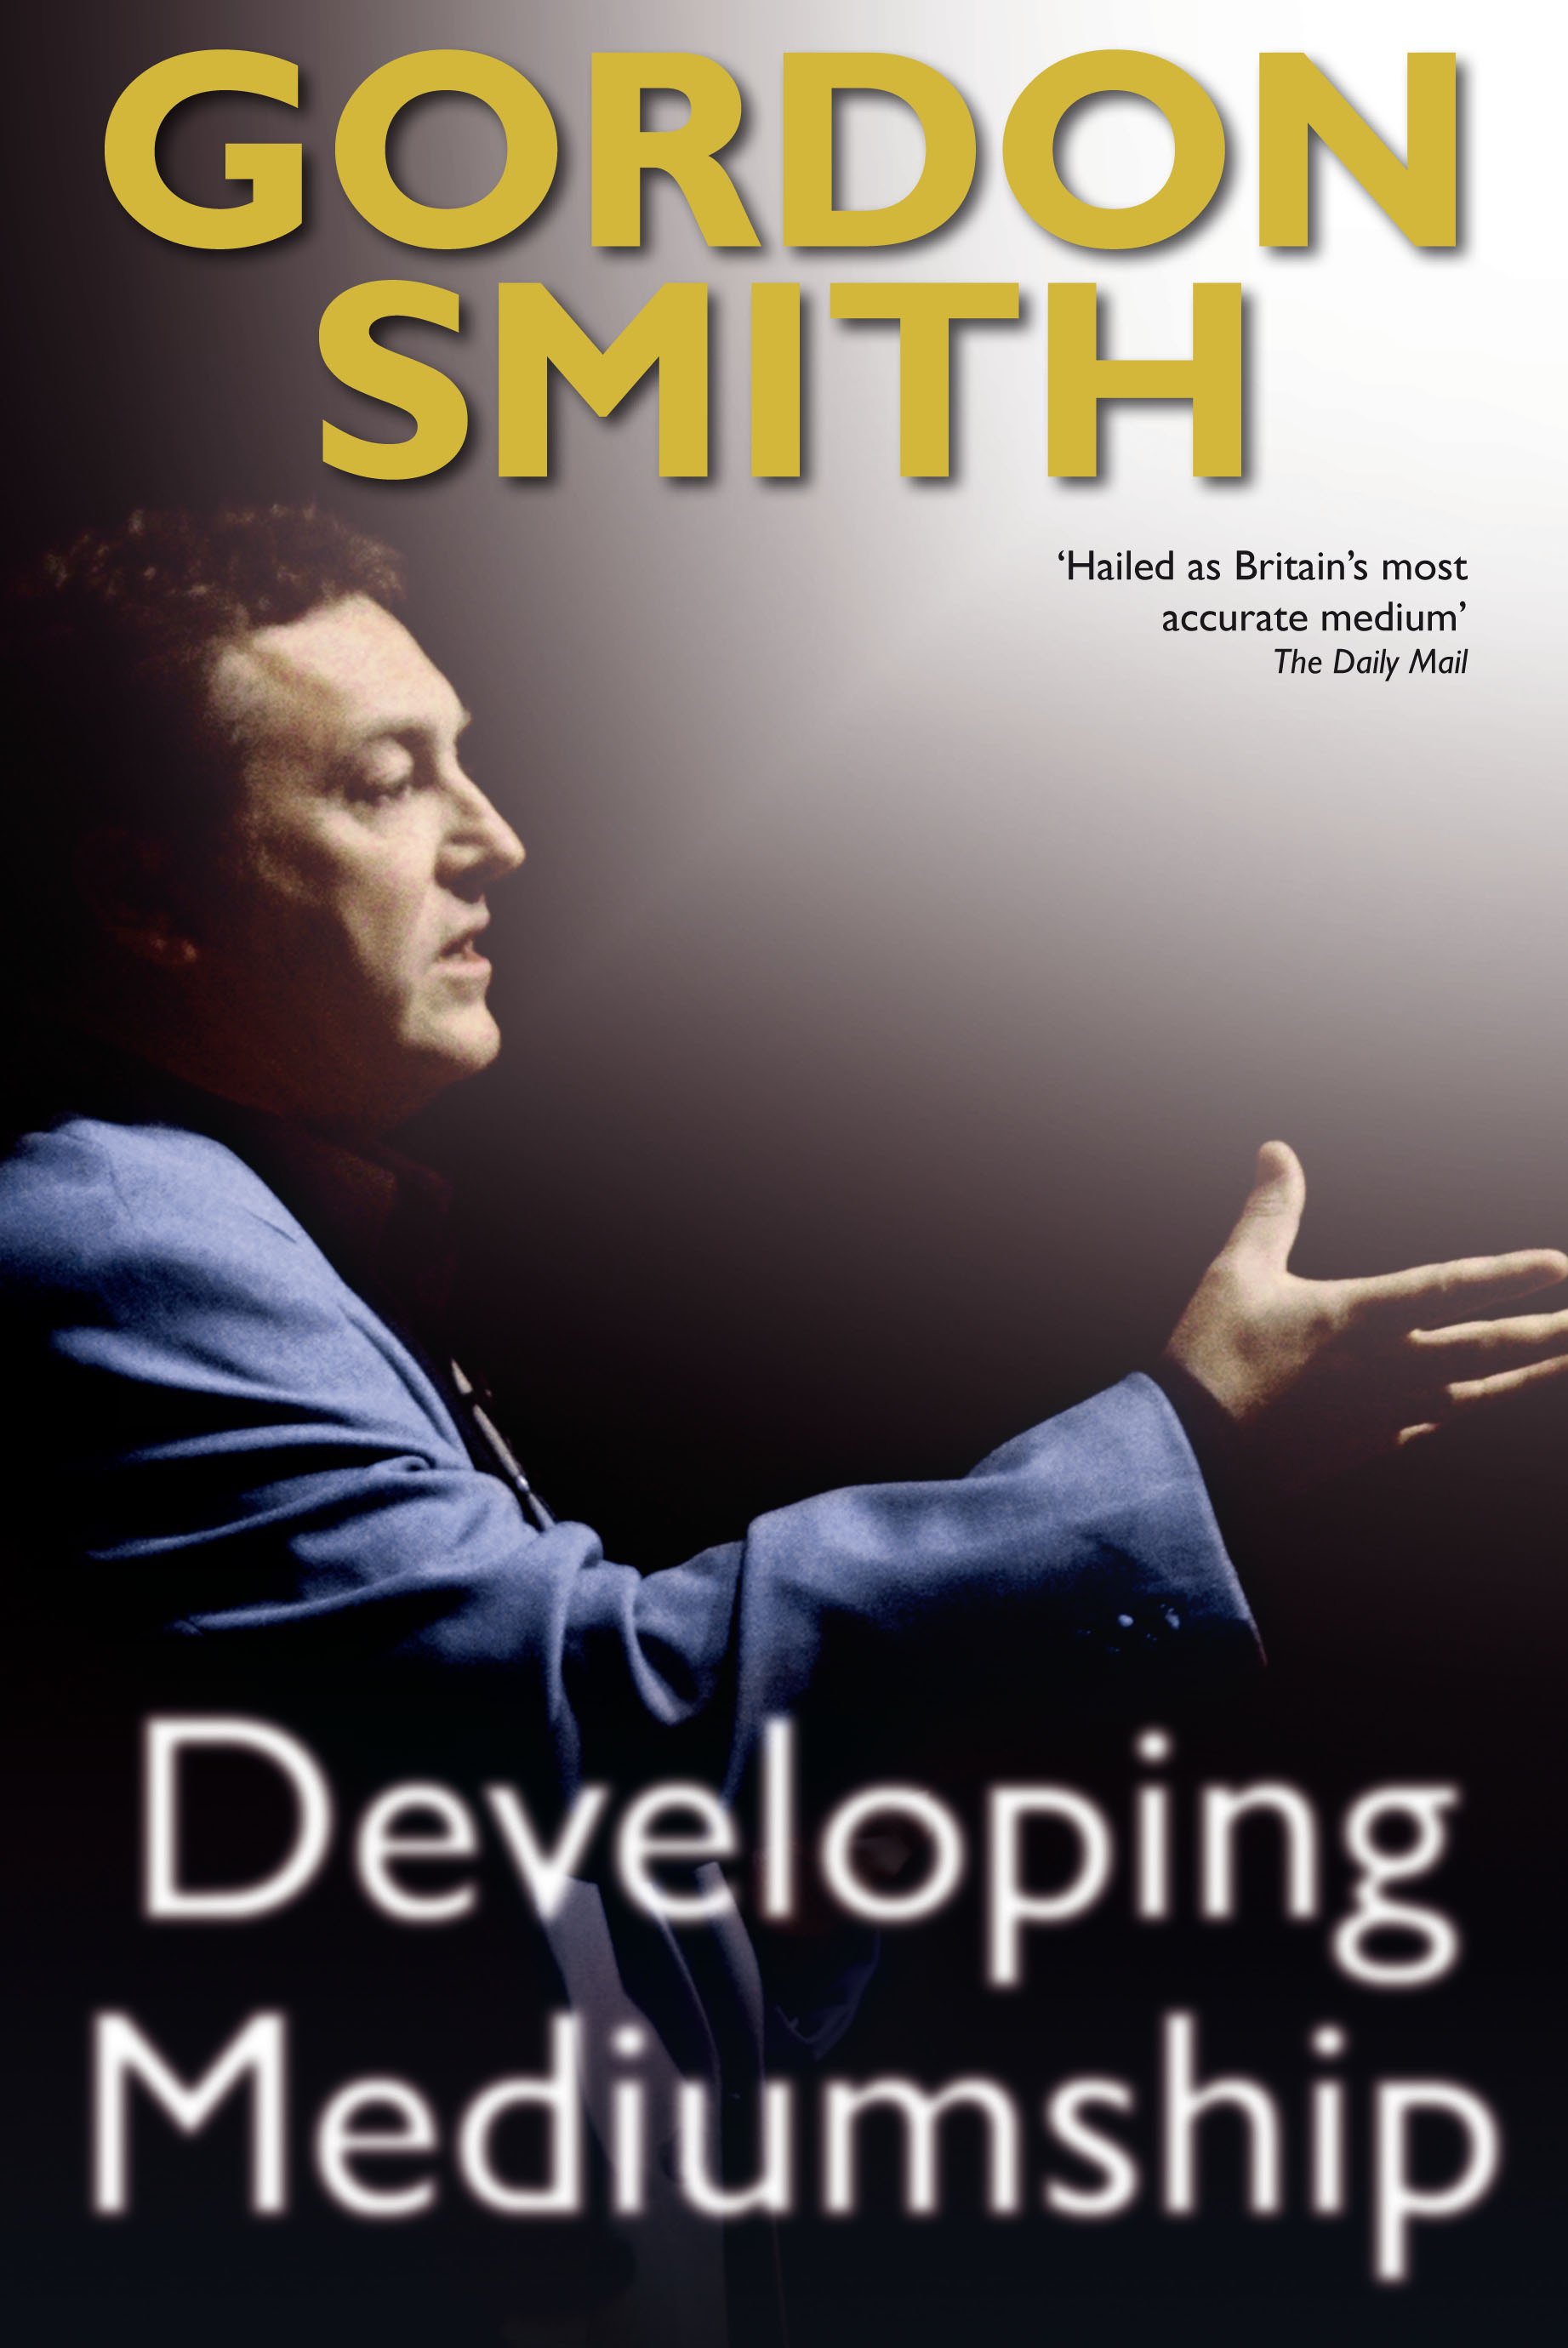 GORDON
SMITH
‘Hailed as Britain’s most
accurate medium’
The Daily Mail
Developing
Mediumship